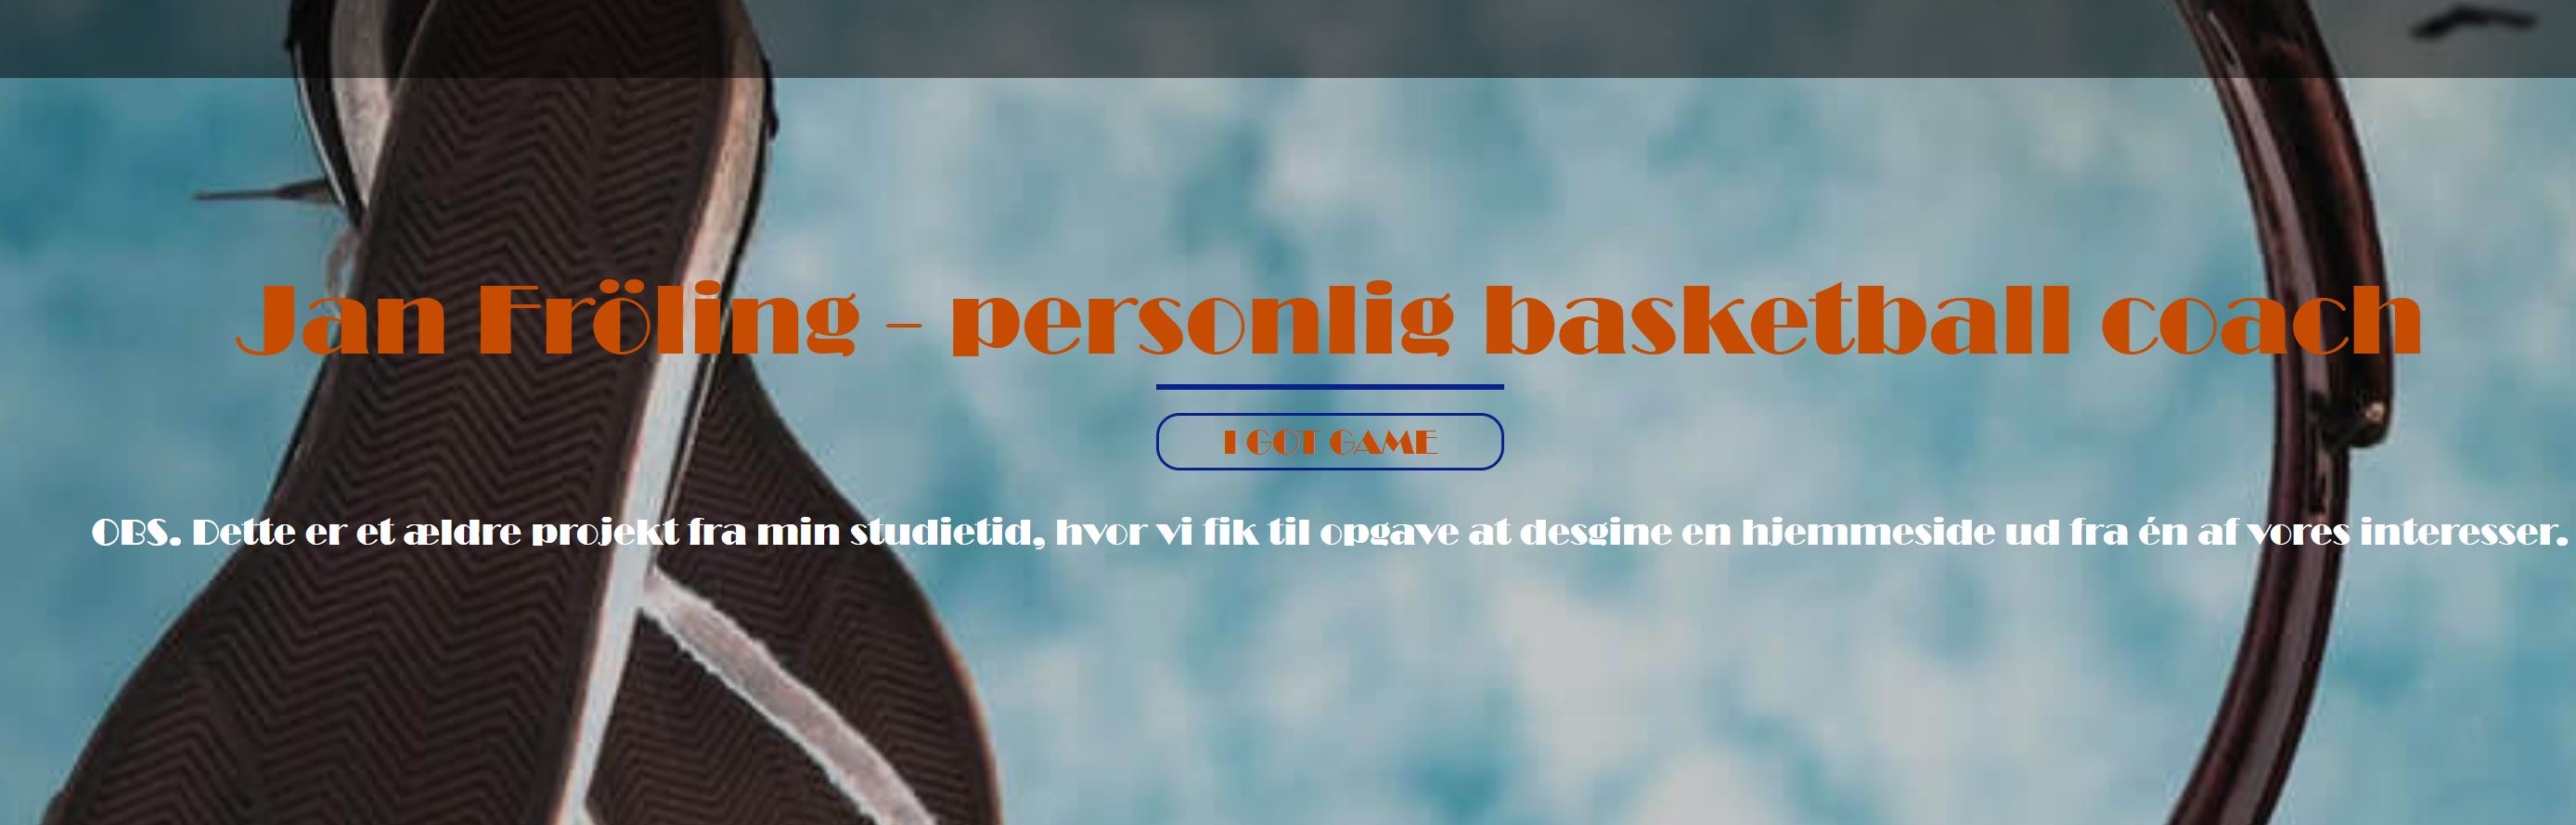 Jan Fröling - personlig basketball coach
I GOT GAME
OBS. Dette er et ældre projekt fra min studietid, hvor vi fik til opgave at desgine en hjemmeside ud fra én af vores interesser.